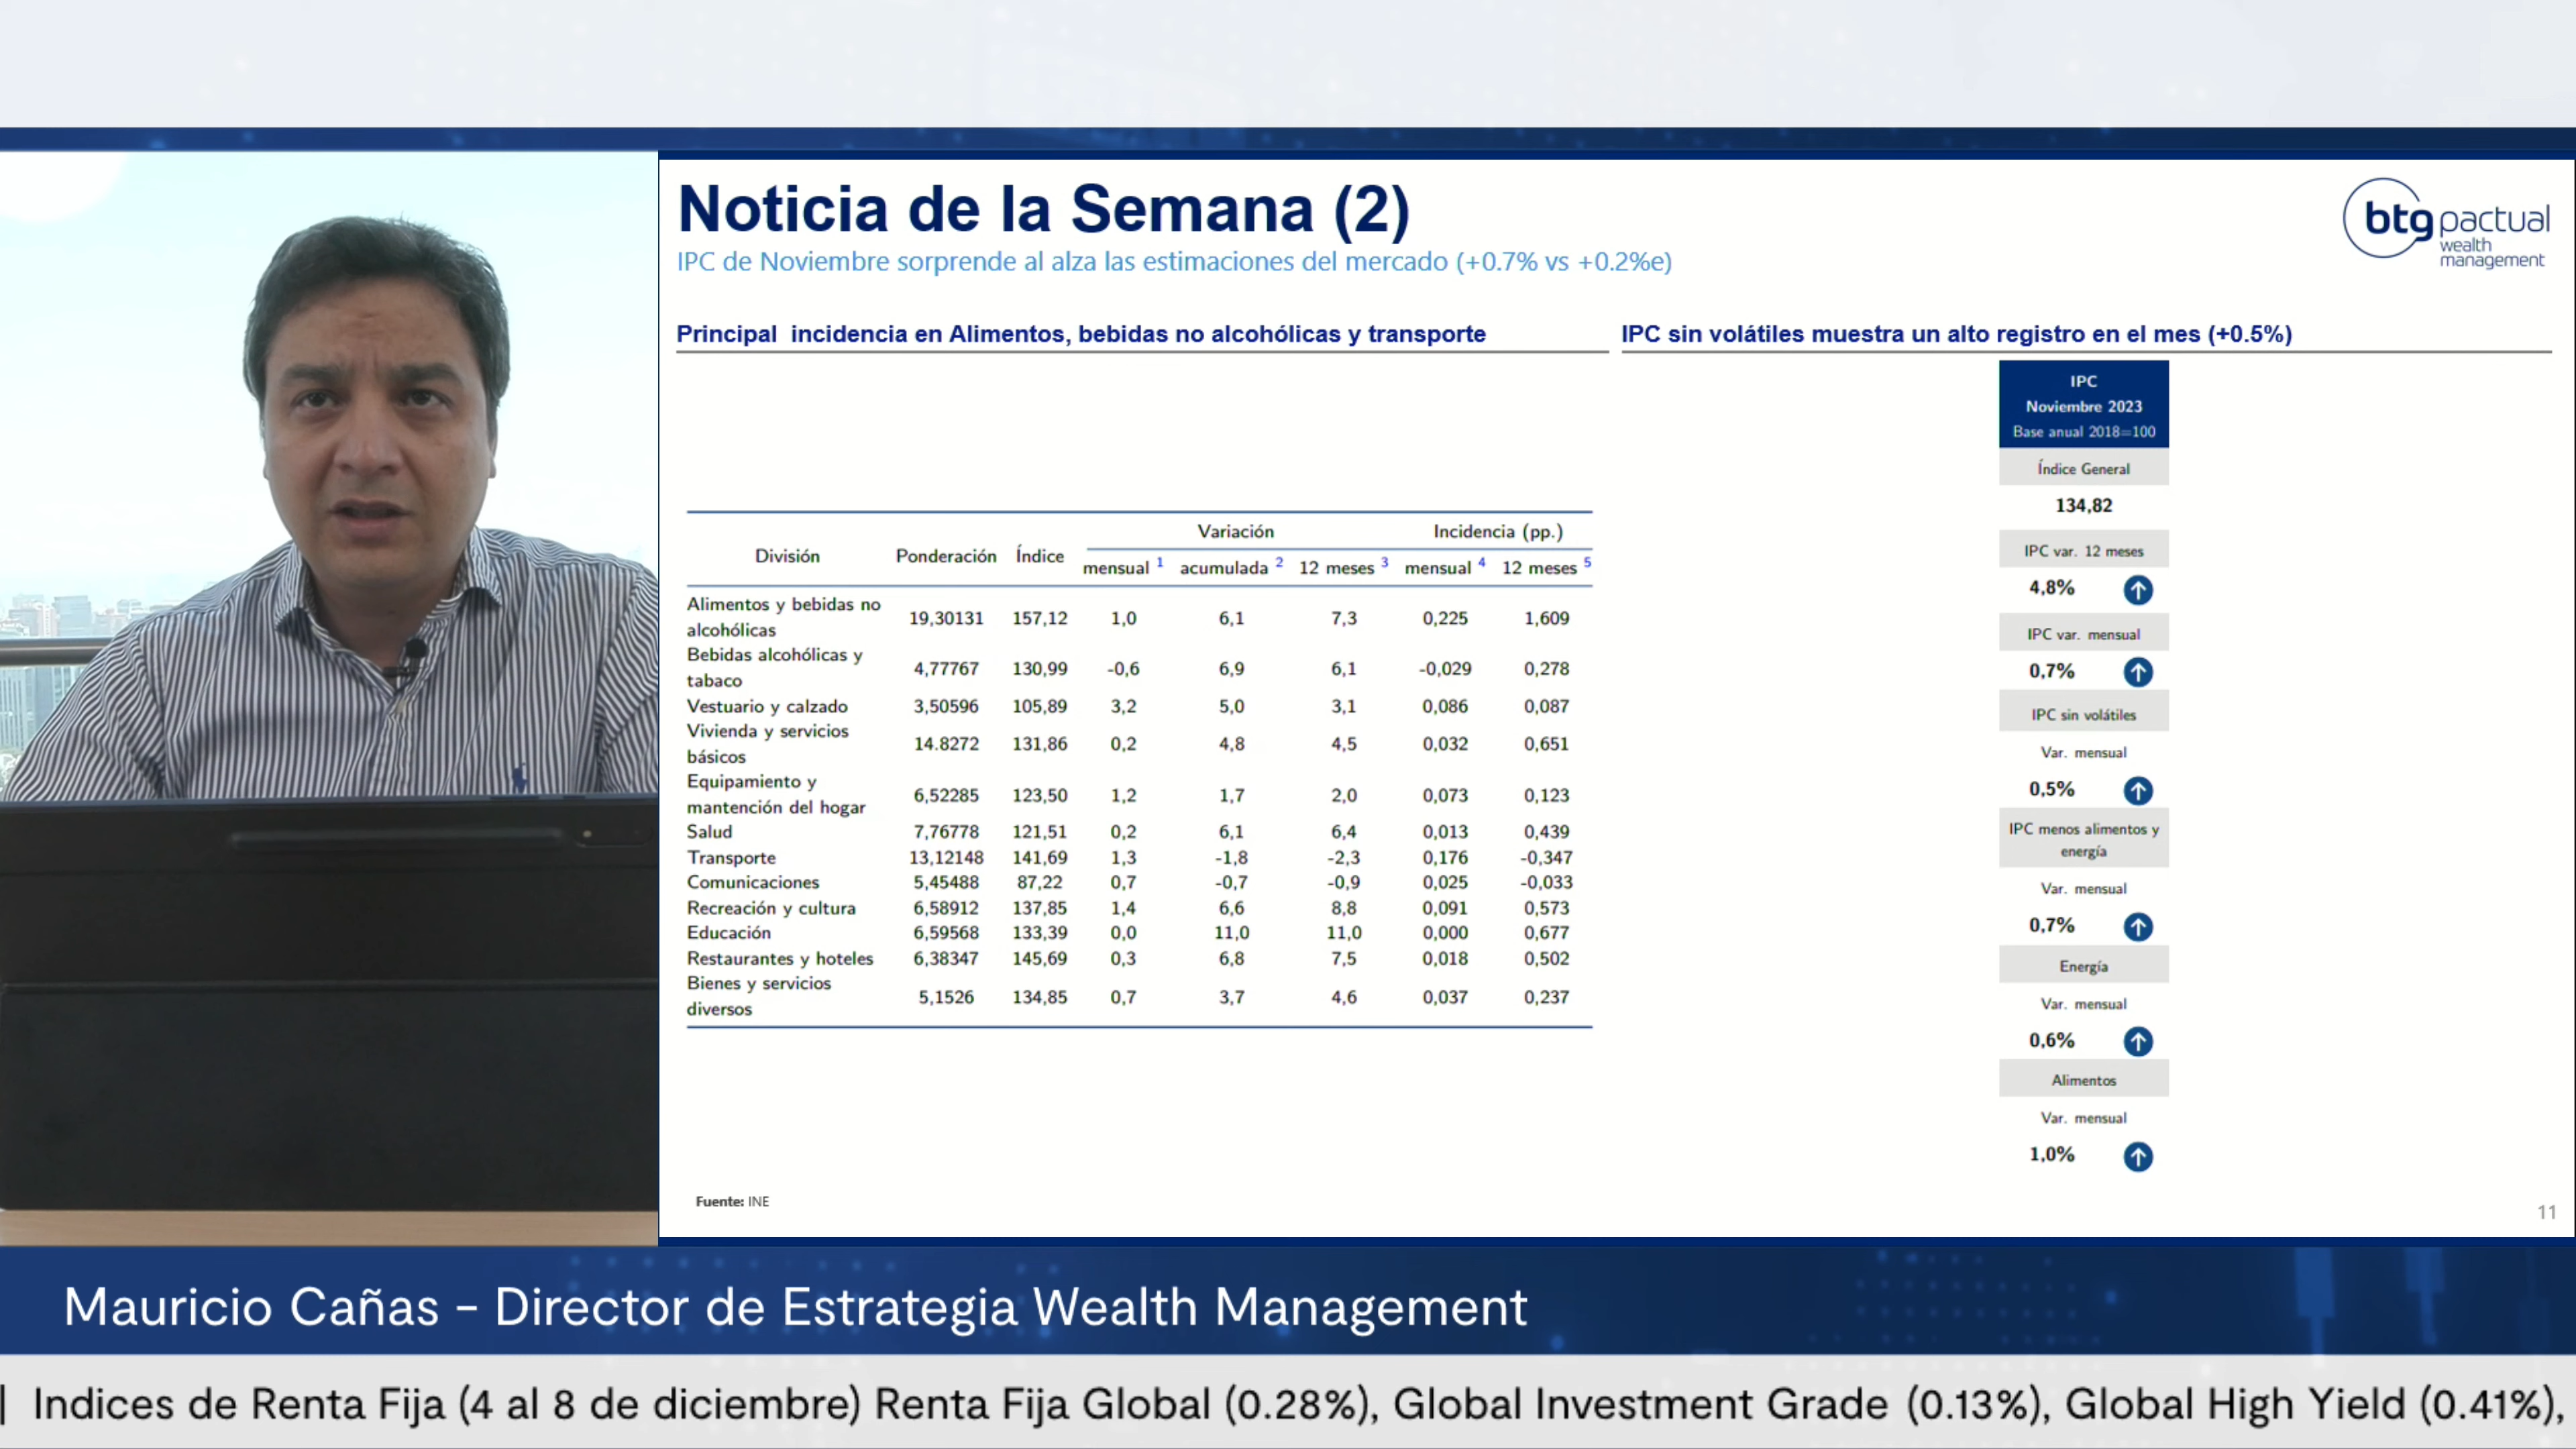 Noticia de la Semana (2)
IPC de Noviembre sorprende al alza las estimaciones del mercado (+0.7% vs +0.2%e)
btg pactual
wealth
management
Principal incidencia en Alimentos, bebidas no alcohólicas y transporte
División Ponderación Índice Variación Incidencia (pp.)
mensual 1 acumulada 2 12 meses 3 mensual 4 12 meses 5
Alimentos y bebidas no
alcohólicas 19,30131 157,12 1,0 6,1 7,3 0,225 1,609
Bebidas alcohólicas y
tabaco 4,77767 130,99 -0,6 6,9 6,1 -0,029 0,278
Vestuario y calzado 3,50596 105,89 3,2 5,0 3,1 0,086 0,087
Vivienda y servicios
básicos 14.8272 131,86 0,2 4,8 4,5 0,032 0,651
Equipamiento y
mantención del hogar 6,52285 123,50 1,2 1,7 2,0 0,073 0,123
Salud 7,76778 121,51 0,2 6,1 6,4 0,013 0,439
Transporte 13,12148 141,69 1,3 -1,8 -2,3 0,176 -0,347
Comunicaciones 5,45488 87,22 0,7 -0,7 -0,9 0,025 -0,033
Recreación y cultura 6,58912 137,85 1,4 6,6 8,8 0,091 0,573
Educación 6,59568 133,39 0,0 11,0 11,0 0,000 0,677
Restaurantes y hoteles 6,38347 145,69 0,3 6,8 7,5 0,018 0,502
Bienes y servicios
diversos 5,1526 134,85 0,7 3,7 4,6 0,037 0,237
Fuente: INE
IPC sin volátiles muestra un alto registro en el mes (+0.5%)
IPC
Noviembre 2023
Base anual 2018=100
Índice General
134,82
IPC var. 12 meses
4,8%
IPC var. mensual
0,7%
IPC sin volátiles
Var. mensual
0,5%
IPC menos alimentos y
energía
Var. mensual
0,7%
Energía
Var. mensual
0,6%
Alimentos
Var. mensual
1,0%
11
Mauricio Cañas - Director de Estrategia Wealth Management
| Indices de Renta Fija (4 al 8 de diciembre) Renta Fija Global (0.28%), Global Investment Grade (0.13%), Global High Yield (0.41%),